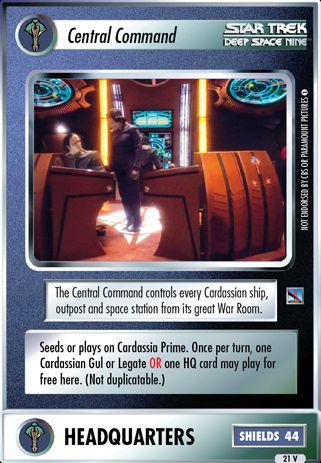 Central Command
STAR TREK
DEEP SPACE NINE™
NOT ENDORSED BY CBS OR PARAMOUNT PICTURES
The Central Command controls every Cardassian ship,
outpost and space station from its great War Room.
Seeds or plays on Cardassia Prime. Once per turn, one
Cardassian Gul or Legate OR one HQ card may play for
free here. (Not duplicatable.)
HEADQUARTERS
SHIELDS 44
21 V